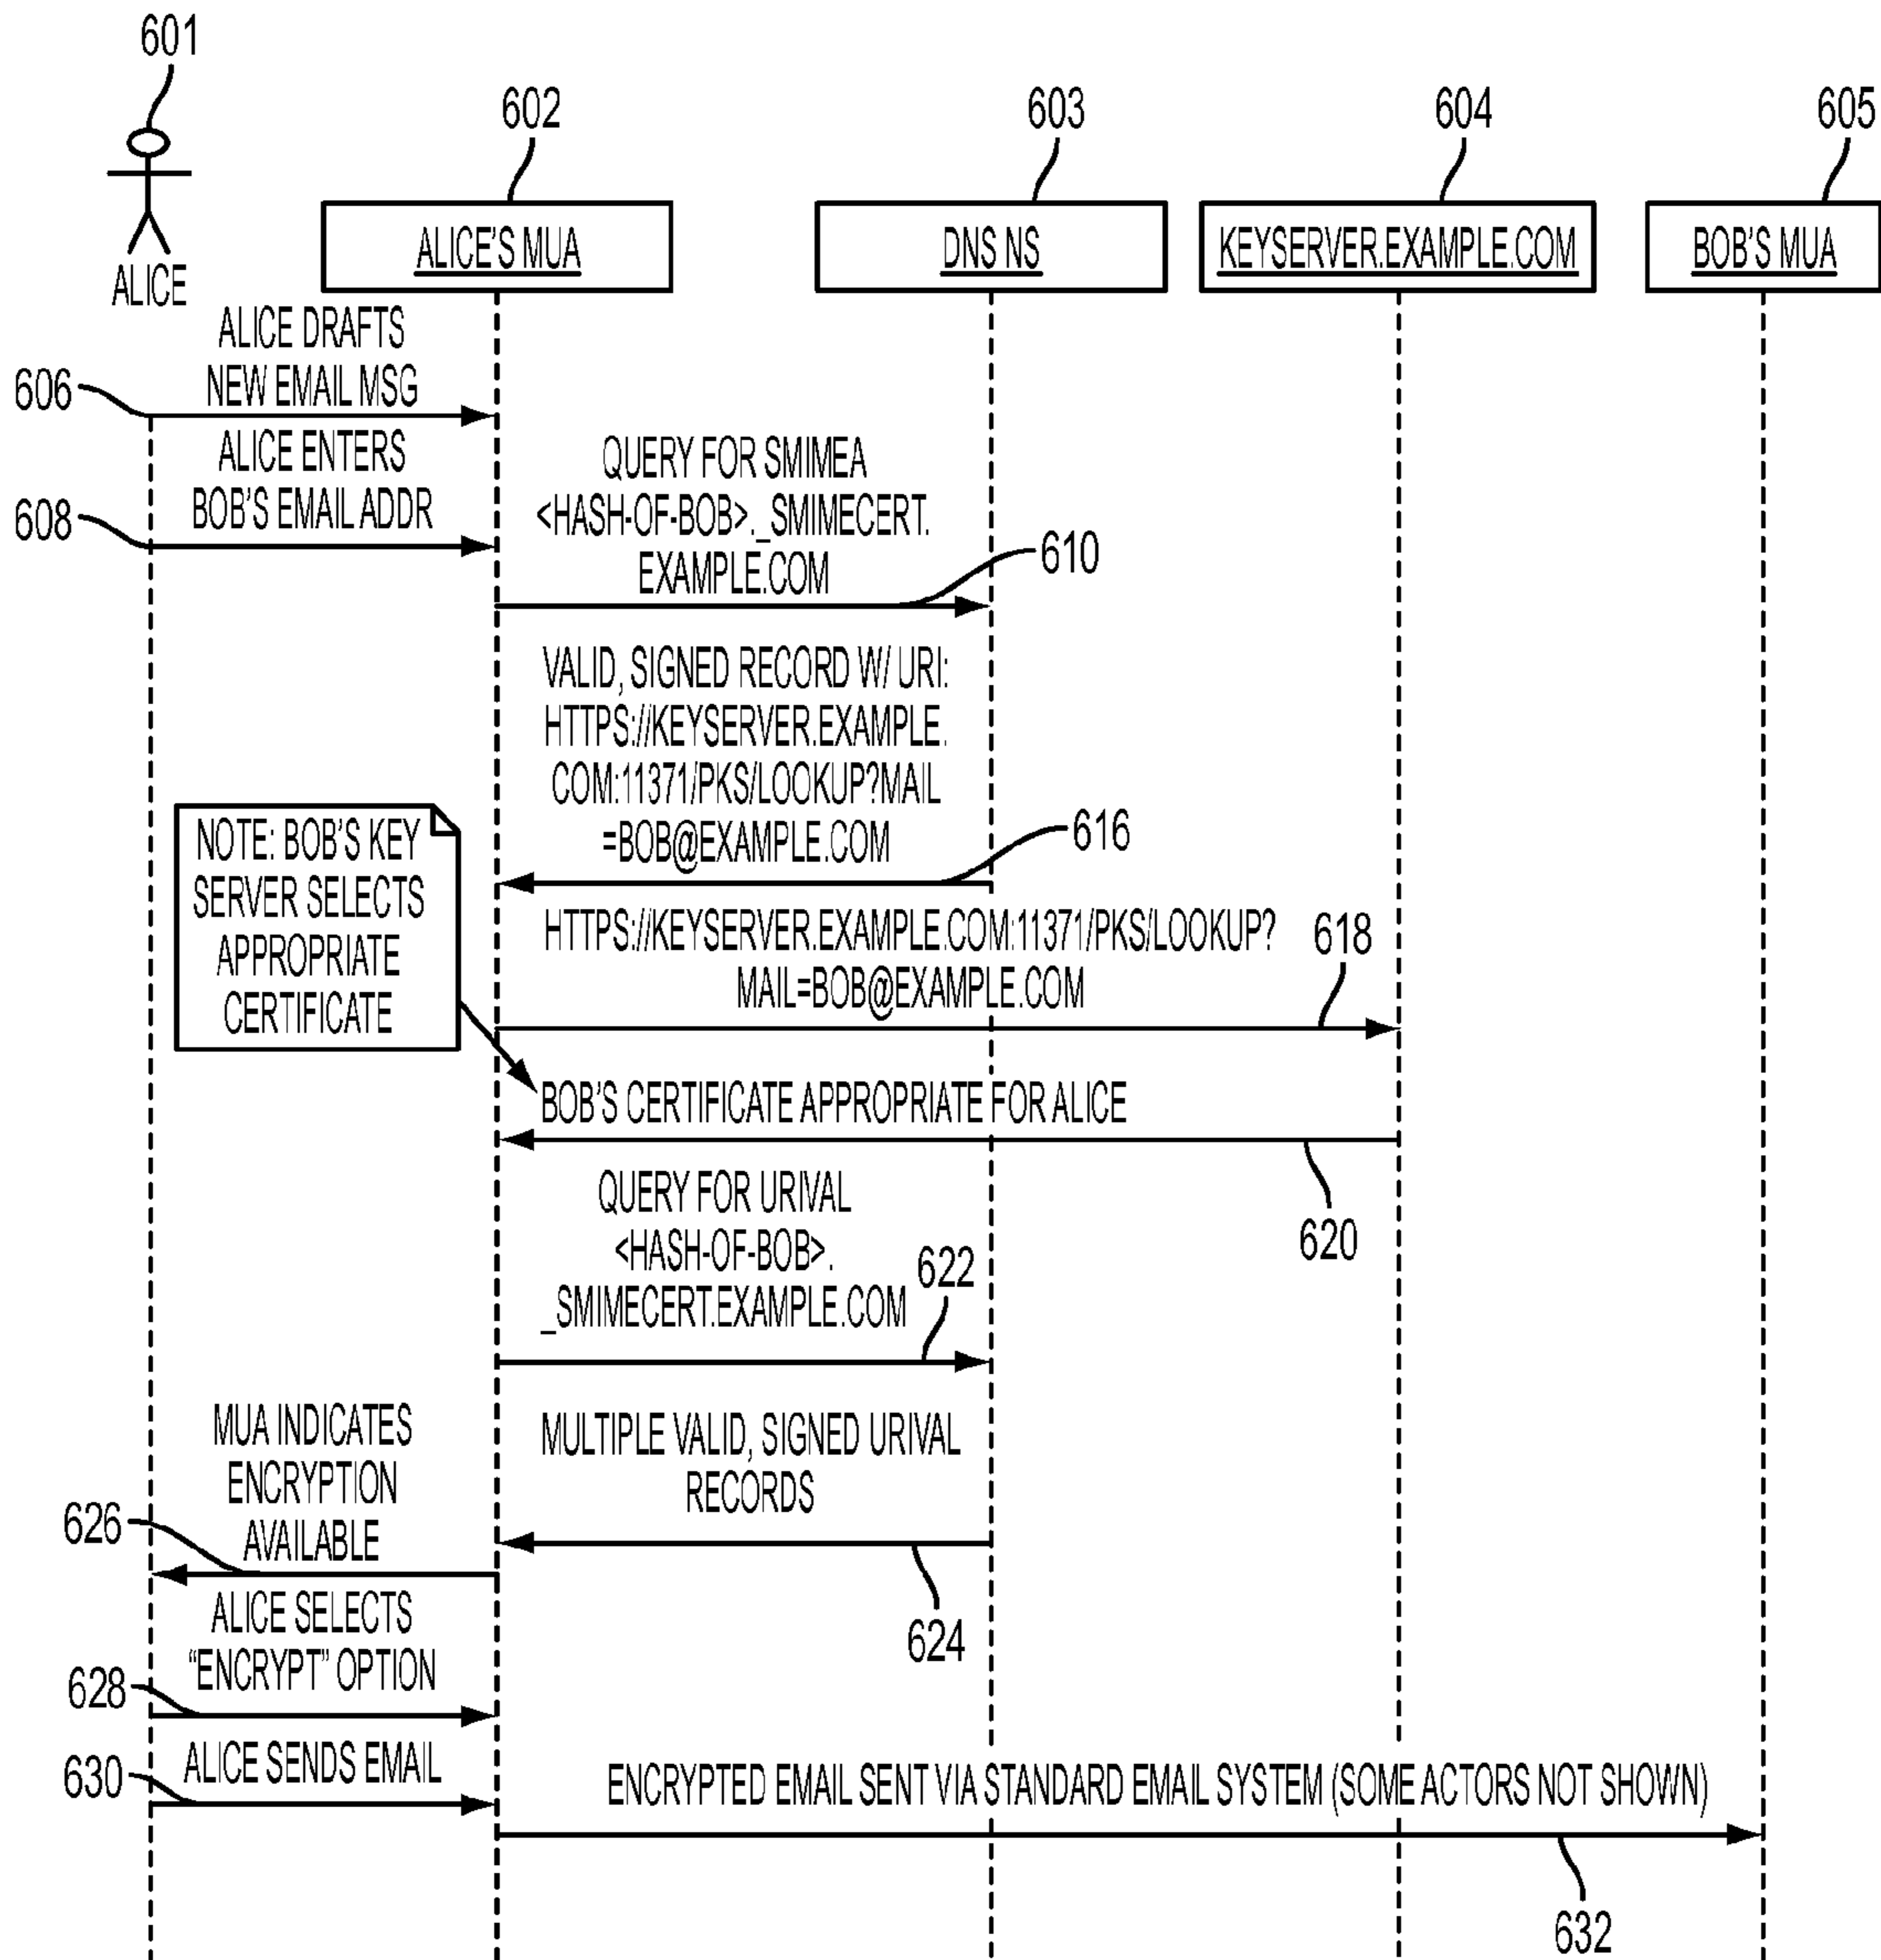 601
602
603
604
605
ALICE
ALICE'S MUA
DNS NS
KEYSERVER.EXAMPLE.COM
BOB'S MUA
ALICE DRAFTS
NEW EMAIL MSG
606
ALICE ENTERS
BOB'S EMAIL ADDR
608
QUERY FOR SMIMEA
<HASH-OF-BOB>._SMIMECERT.
EXAMPLE.COM
610
VALID, SIGNED RECORD W/ URI:
HTTPS://KEYSERVER.EXAMPLE.
COM:11371/PKS/LOOKUP?MAIL
=BOB@EXAMPLE.COM
616
NOTE: BOB'S KEY
SERVER SELECTS
APPROPRIATE
CERTIFICATE
HTTPS://KEYSERVER.EXAMPLE.COM:11371/PKS/LOOKUP?
MAIL=BOB@EXAMPLE.COM
618
BOB'S CERTIFICATE APPROPRIATE FOR ALICE
620
QUERY FOR URIVAL
<HASH-OF-BOB>.
_SMIMECERT.EXAMPLE.COM
622
MULTIPLE VALID, SIGNED URIVAL
RECORDS
624
MUA INDICATES
ENCRYPTION
AVAILABLE
626
ALICE SELECTS
“ENCRYPT” OPTION
628
ALICE SENDS EMAIL
630
ENCRYPTED EMAIL SENT VIA STANDARD EMAIL SYSTEM (SOME ACTORS NOT SHOWN)
632